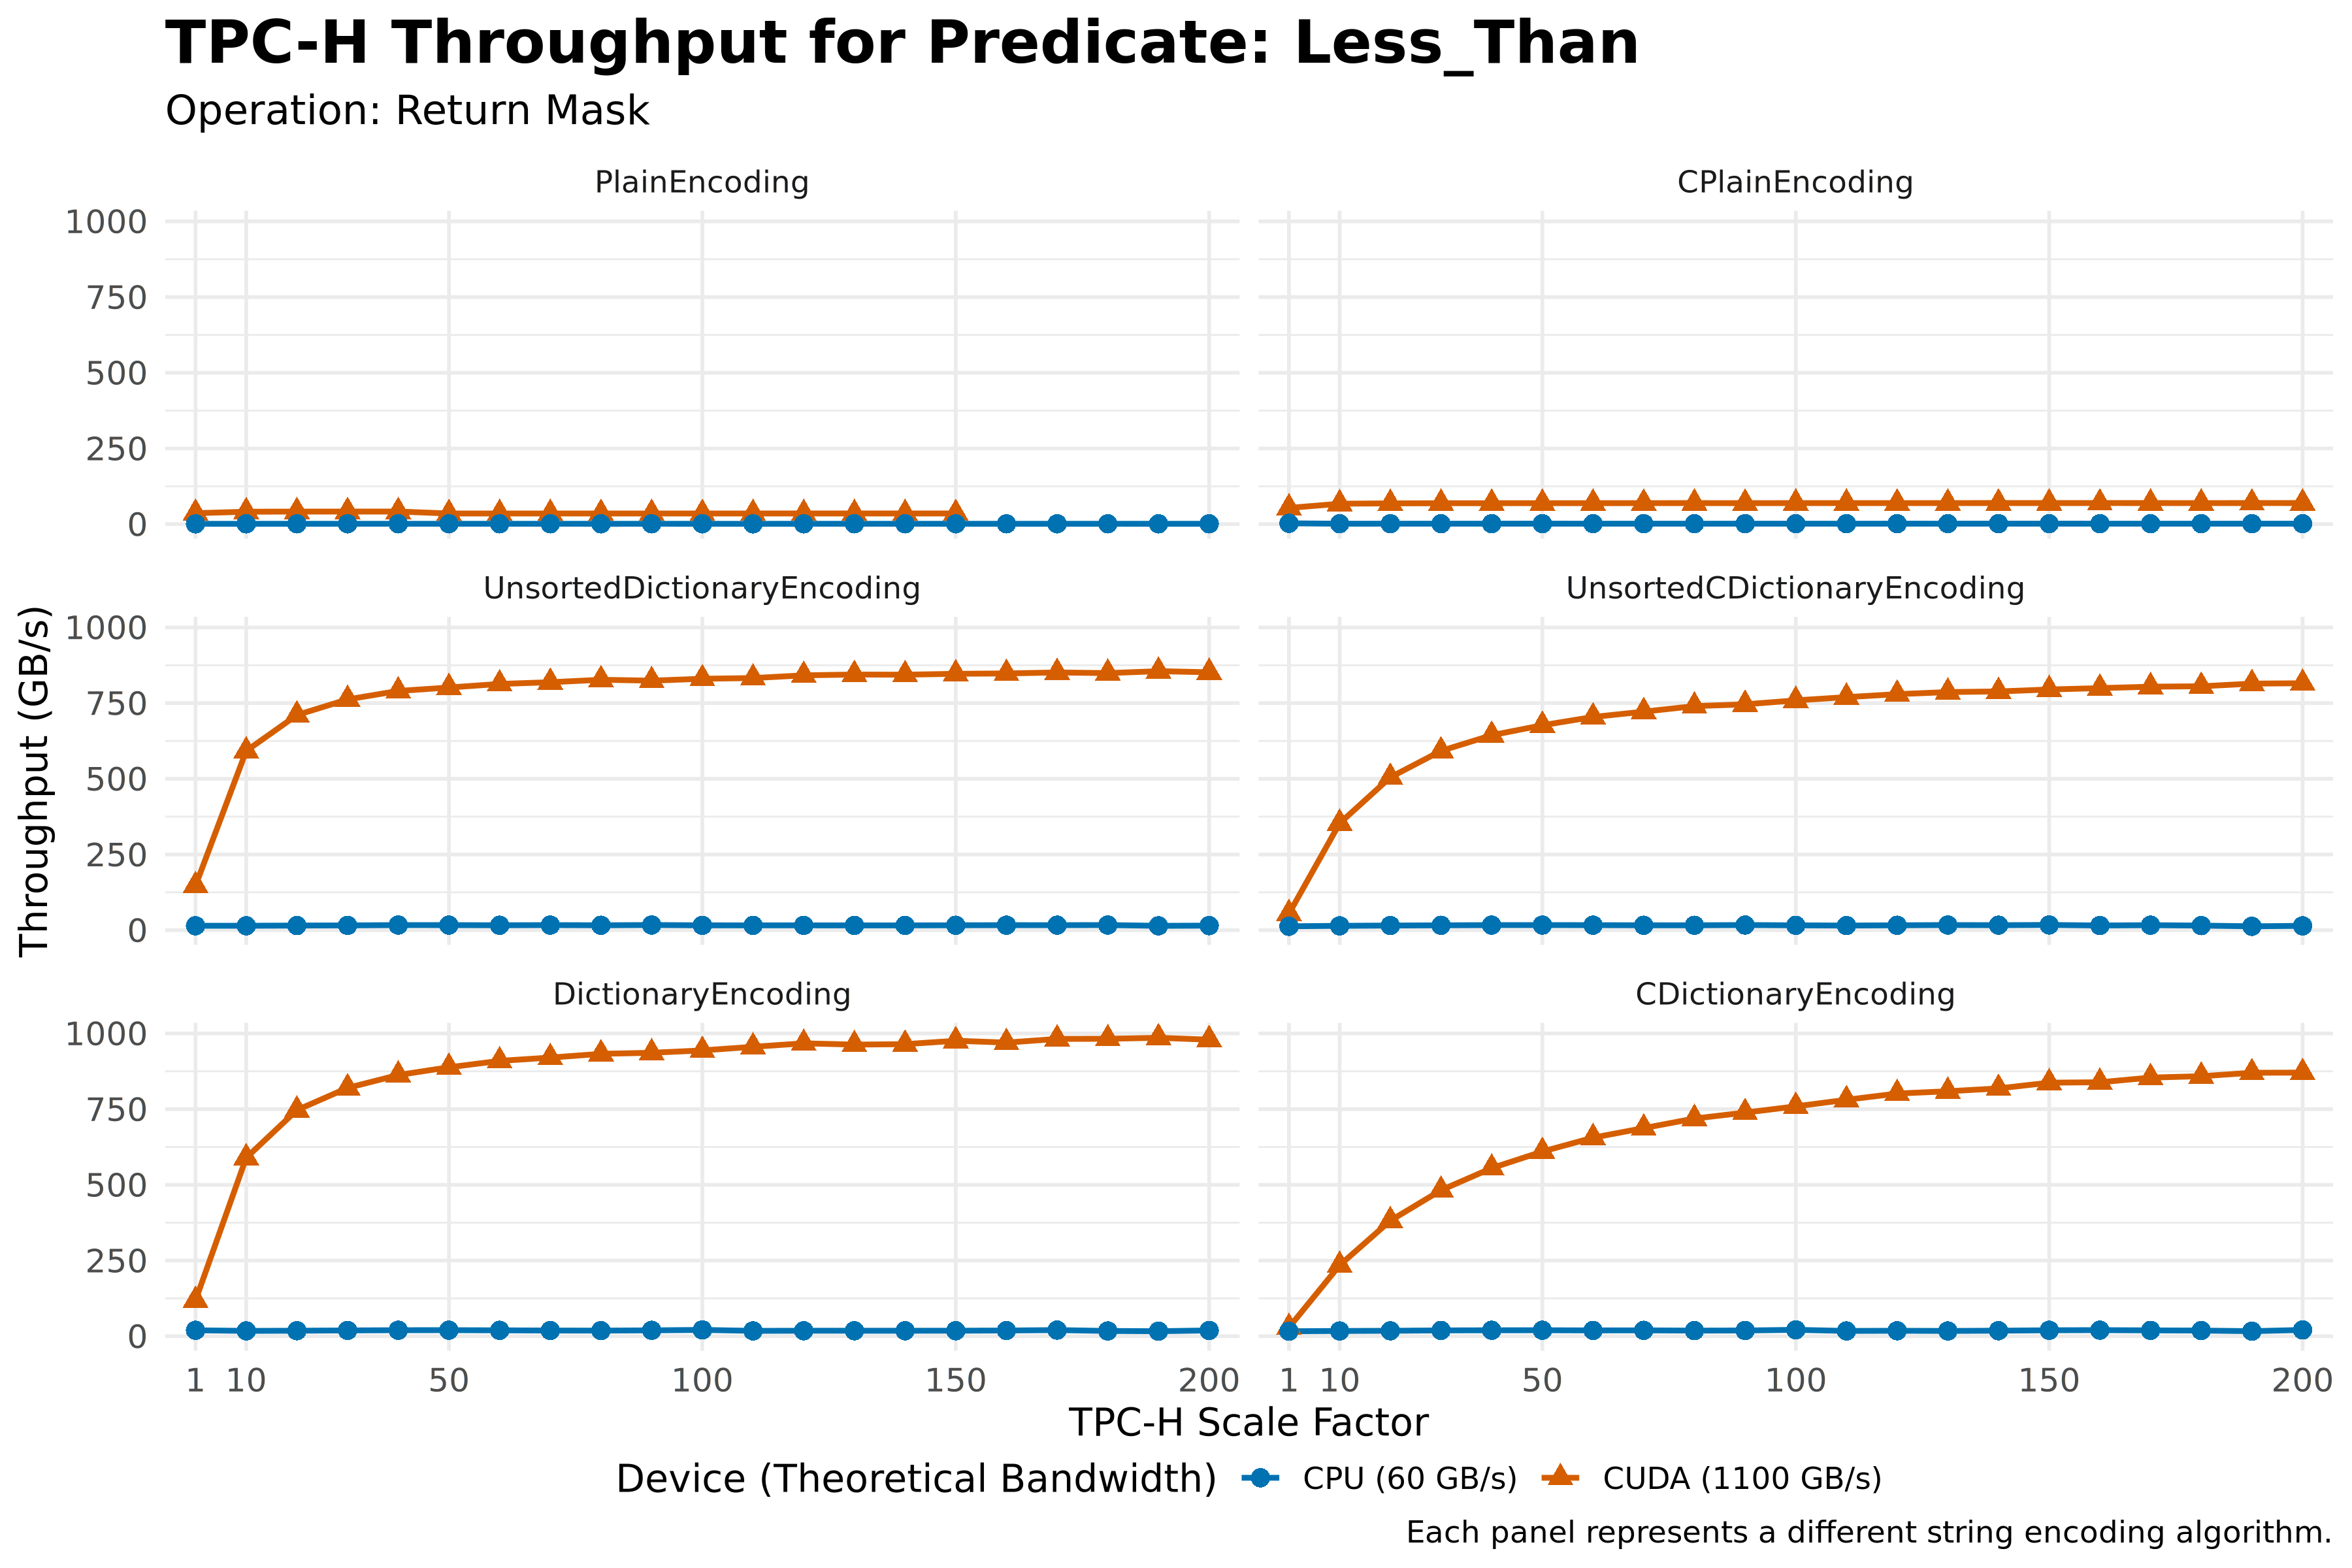 TPC-H Throughput for Predicate: Less_Than
Operation: Return Mask
PlainEncoding
CPlainEncoding
1000
750
500
250
0
UnsortedDictionaryEncoding
UnsortedCDictionaryEncoding
1000
750
500
250
0
Throughput (GB/s)
DictionaryEncoding
CDictionaryEncoding
1000
750
500
250
0
1 10 50 100 150 200
1 10 50 100 150 200
TPC-H Scale Factor
Device (Theoretical Bandwidth) CPU (60 GB/s) CUDA (1100 GB/s)
Each panel represents a different string encoding algorithm.